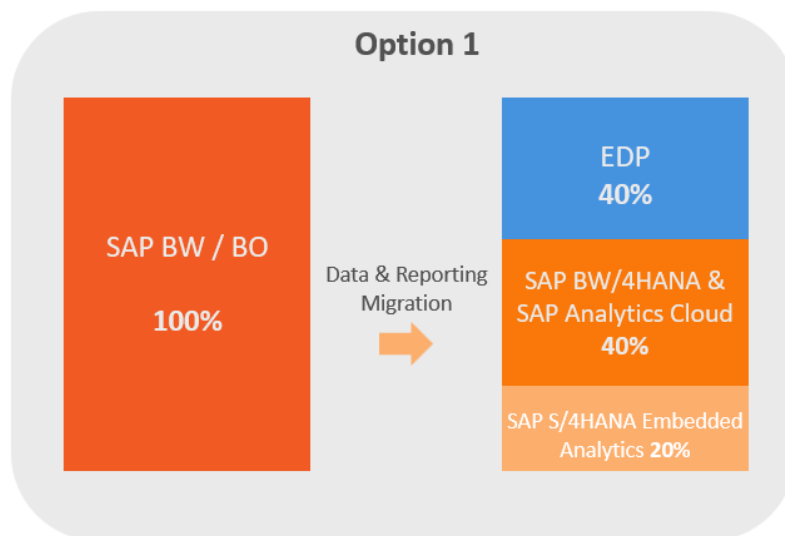 Option 1
SAP BW / BO
100%
Data & Reporting
Migration
EDP
40%
SAP BW/4HANA &
SAP Analytics Cloud
40%
SAP S/4HANA Embedded
Analytics 20%